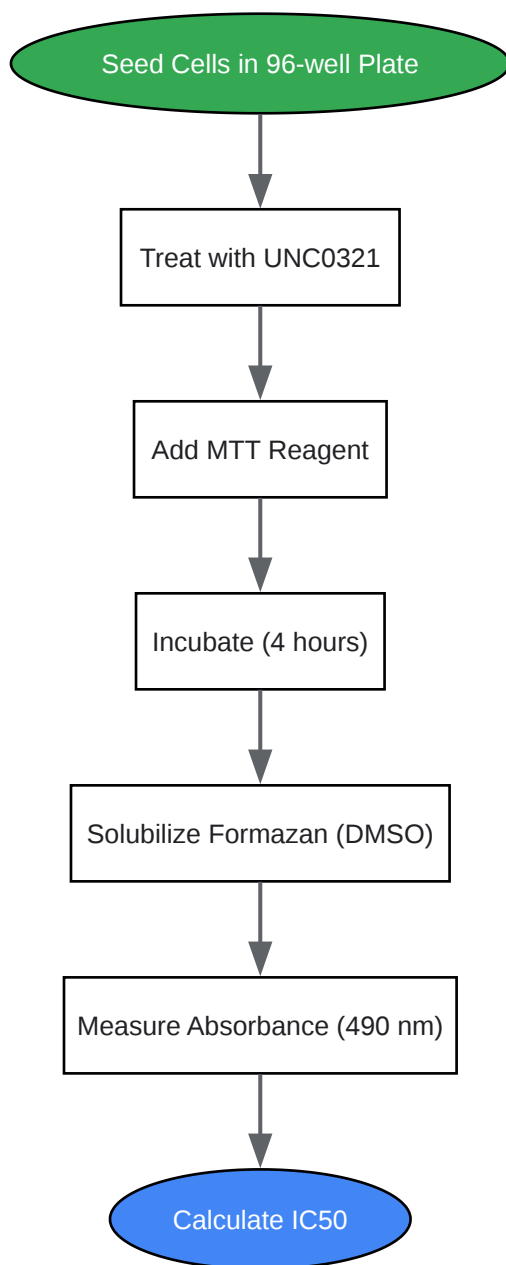 Seed Cells in 96-well Plate
Treat with UNC0321
Add MTT Reagent
Incubate (4 hours)
Solubilize Formazan (DMSO)
Measure Absorbance (490 nm)
Calculate IC50